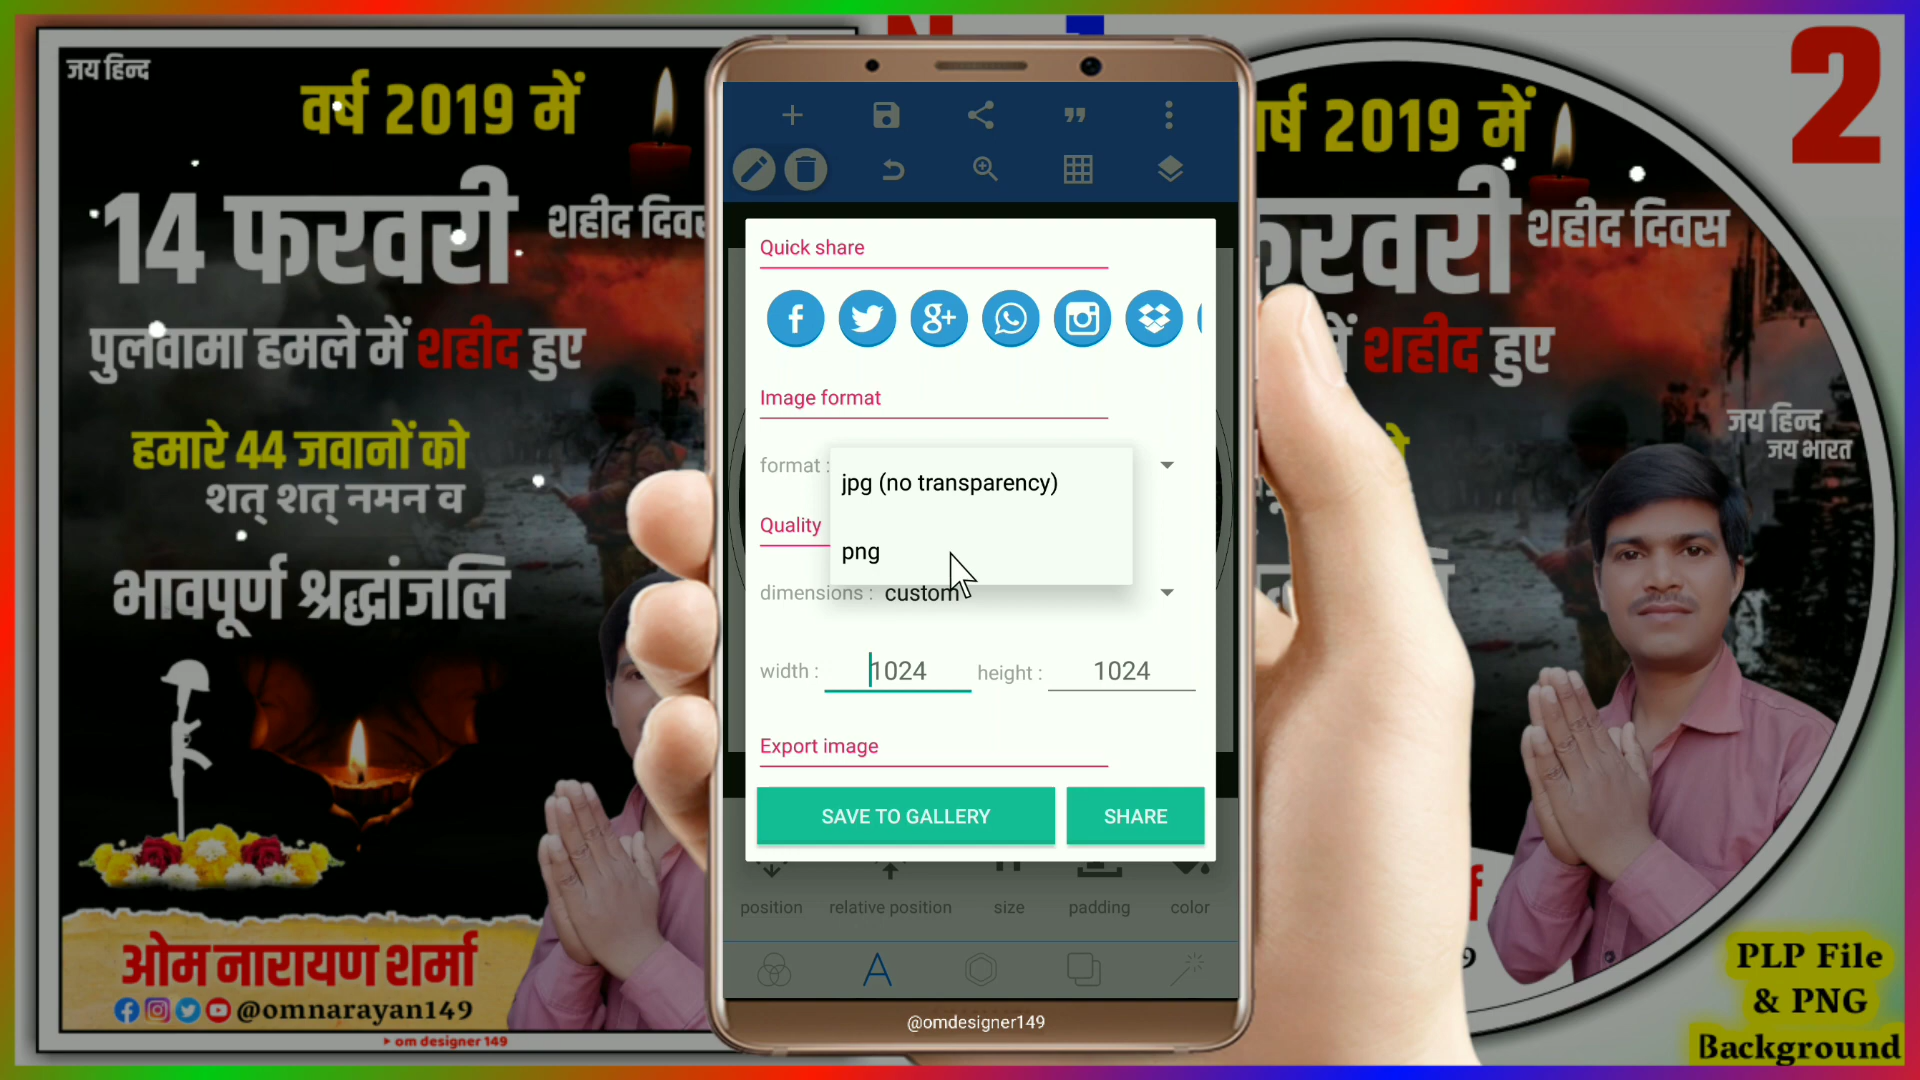 जय हिन्द
वर्ष 2019 में
14 फरवरी
शहीद दिवस
पुलवामा हमले में शहीद हुए
हमारे 44 जवानों को
शत् शत् नमन व
भावपूर्ण श्रद्धांजलि
ओम नारायण शर्मा
@omnarayan149
om designer 149
Quick share
Image format
format :
jpg (no transparency)
png
Quality
dimensions : custom
width : 1024 height : 1024
Export image
SAVE TO GALLERY SHARE
position relative position size padding color
@omdesigner149
2
वर्ष 2019 में
फरवरी
शहीद दिवस
में शहीद हुए
जय हिन्द
जय भारत
PLP File
& PNG
Background